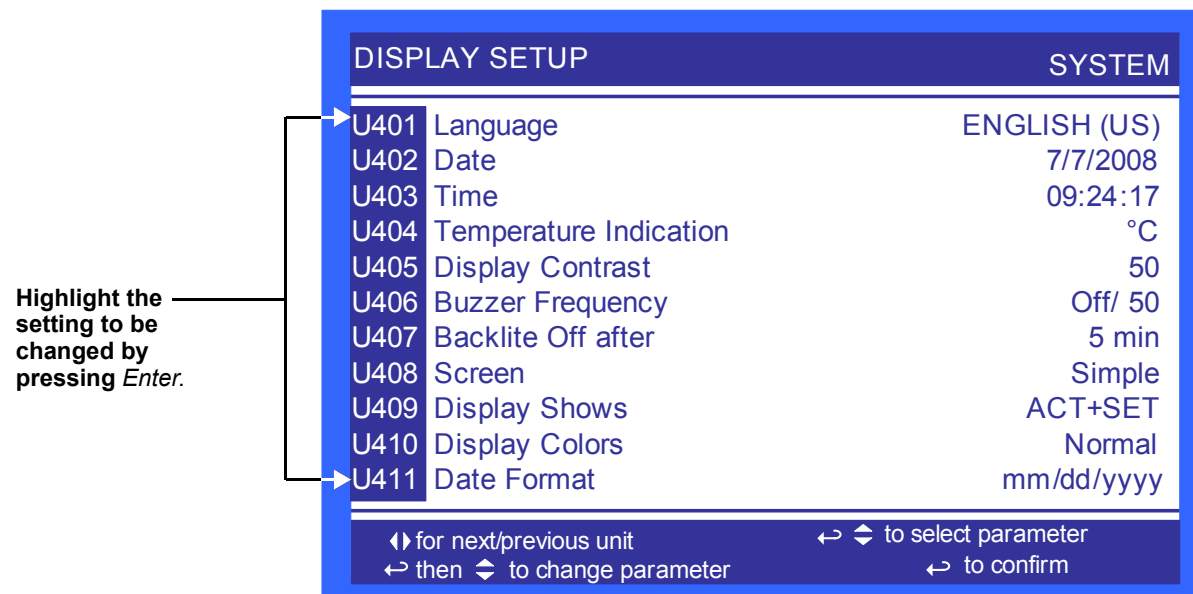 DISPLAY SETUP SYSTEM
U401 Language ENGLISH (US)
U402 Date 7/7/2008
U403 Time 09:24:17
U404 Temperature Indication °C
U405 Display Contrast 50
U406 Buzzer Frequency Off/ 50
U407 Backlite Off after 5 min
U408 Screen Simple
U409 Display Shows ACT+SET
U410 Display Colors Normal
U411 Date Format mm/dd/yyyy
for next/previous unit
then to change parameter
to select parameter
to confirm
Highlight the
setting to be
changed by
pressing Enter.